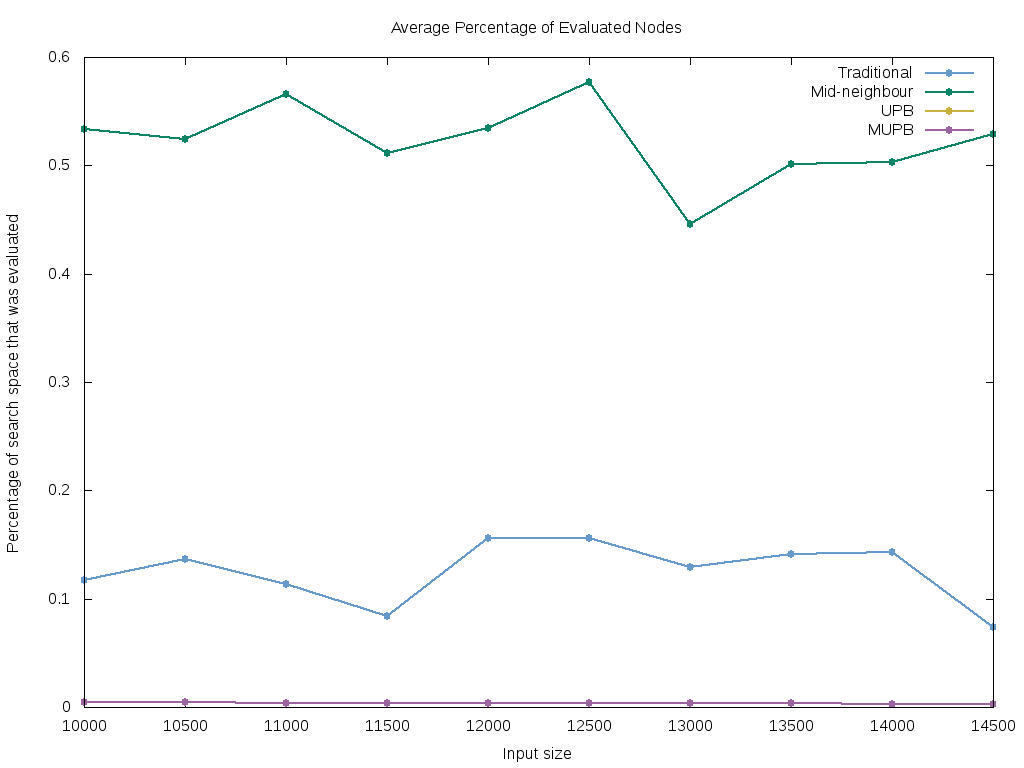 Average Percentage of Evaluated Nodes
0.6
0.5
0.4
0.3
0.2
0.1
0
Percentage of search space that was evaluated
Traditional
Mid-neighbour
UPB
MUPB
10000 10500 11000 11500 12000 12500 13000 13500 14000 14500
Input size